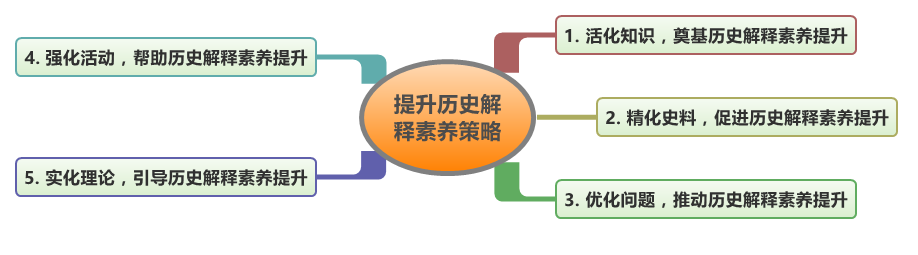 提升历史解
释素养策略
1. 活化知识，奠基历史解释素养提升
2. 精化史料，促进历史解释素养提升
3. 优化问题，推动历史解释素养提升
4. 强化活动，帮助历史解释素养提升
5. 实化理论，引导历史解释素养提升